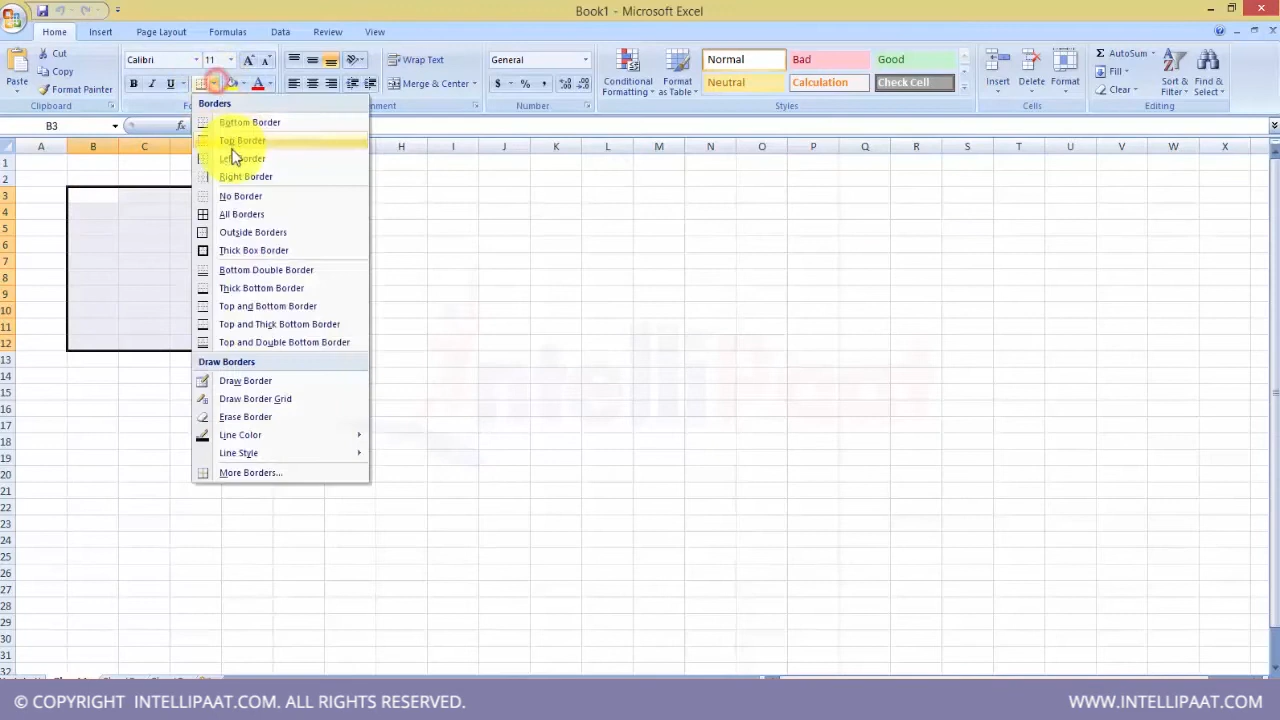 Book1 - Microsoft Excel
Home Insert Page Layout Formulas Data Review View
Paste
Cut
Copy
Format Painter
Clipboard
Calibri 11
B I U
Wrap Text
Merge & Center
General
$ % ,
Number
Conditional Formatting
Format as Table
Normal Bad Good
Neutral Calculation Check Cell
Styles
Insert Delete Format
Cells
AutoSum
Fill
Clear
Sort & Filter
Find & Select
Editing
B3 fx
Borders
Bottom Border
Top Border
Left Border
Right Border
No Border
All Borders
Outside Borders
Thick Box Border
Bottom Double Border
Thick Bottom Border
Top and Bottom Border
Top and Thick Bottom Border
Top and Double Bottom Border
Draw Borders
Draw Border
Draw Border Grid
Erase Border
Line Color
Line Style
More Borders...
A B C H I J K L M N O P Q R S T U V W X
1
2
3
4
5
6
7
8
9
10
11
12
13
14
15
16
17
18
19
20
21
22
23
24
25
26
27
28
29
30
31
32
© COPYRIGHT INTELLIPAAT.COM. ALL RIGHTS RESERVED. WWW.INTELLIPAAT.COM